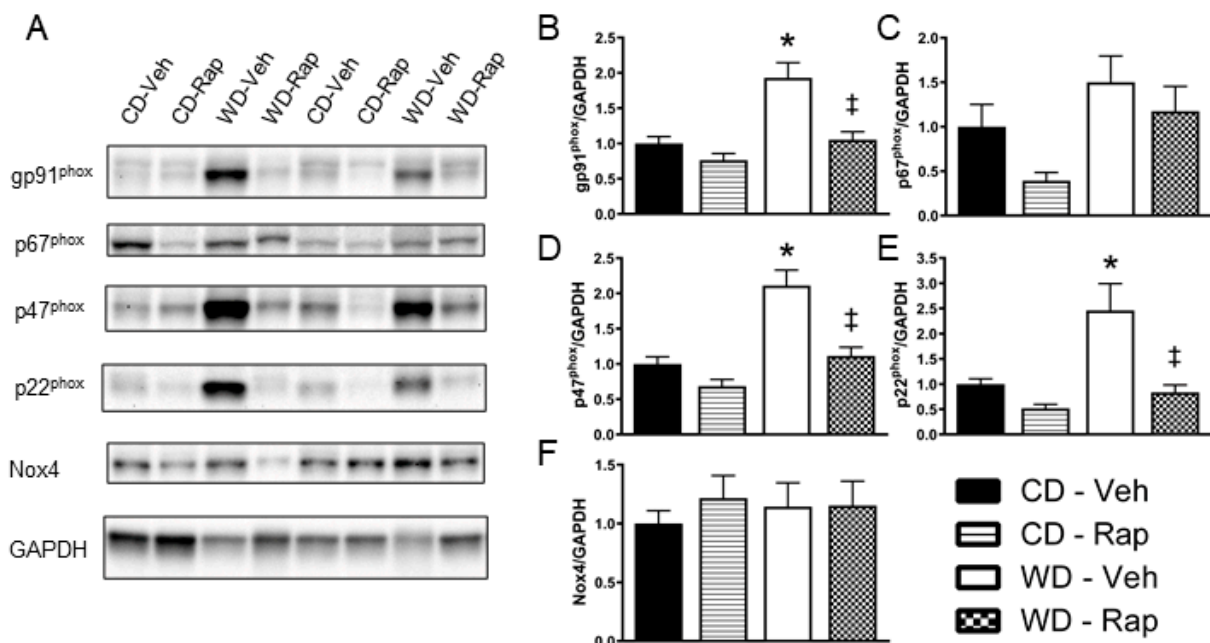 A
CD-Veh CD-Rap WD-Veh WD-Rap CD-Veh CD-Rap WD-Veh WD-Rap
gp91phox
p67phox
p47phox
p22phox
Nox4
GAPDH
B
gp91phox/GAPDH
2.5
2.0
1.5
1.0
0.5
0.0
*
‡
C
p67phox/GAPDH
2.0
1.5
1.0
0.5
0.0
D
p47phox/GAPDH
2.5
2.0
1.5
1.0
0.5
0.0
*
‡
E
p22phox/GAPDH
3.5
3.0
2.5
2.0
1.5
1.0
0.5
0.0
*
‡
F
Nox4/GAPDH
1.5
1.0
0.5
0.0
CD - Veh
CD - Rap
WD - Veh
WD - Rap